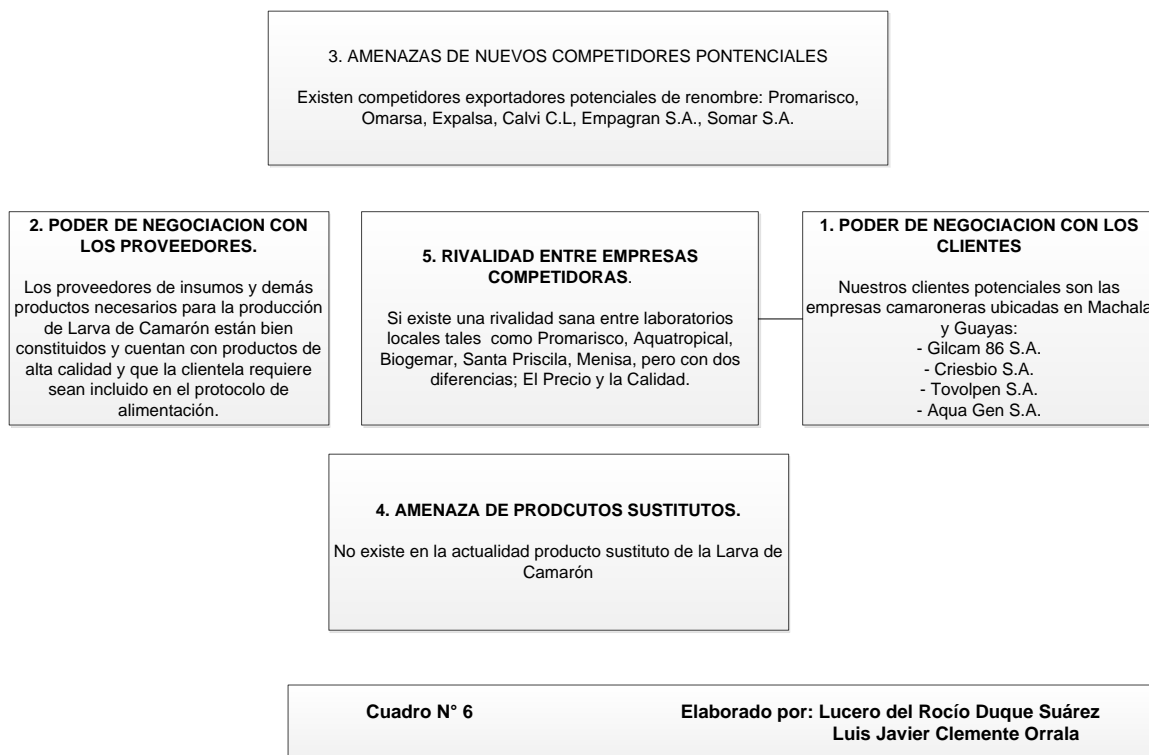 3. AMENAZAS DE NUEVOS COMPETIDORES PONTENCIALES
Existen competidores exportadores potenciales de renombre: Promarisco,
Omarsa, Expalsa, Calvi C.L, Empagran S.A., Somar S.A.
2. PODER DE NEGOCIACION CON
LOS PROVEEDORES.
Los proveedores de insumos y demás
productos necesarios para la producción
de Larva de Camarón están bien
constituidos y cuentan con productos de
alta calidad y que la clientela requiere
sean incluido en el protocolo de
alimentación.
5. RIVALIDAD ENTRE EMPRESAS
COMPETIDORAS.
Si existe una rivalidad sana entre laboratorios
locales tales como Promarisco, Aquatropical,
Biogemar, Santa Priscila, Menisa, pero con dos
diferencias; El Precio y la Calidad.
1. PODER DE NEGOCIACION CON LOS
CLIENTES
Nuestros clientes potenciales son las
empresas camaroneras ubicadas en Machala
y Guayas:
- Gilcam 86 S.A.
- Criesbio S.A.
- Tovolpen S.A.
- Aqua Gen S.A.
4. AMENAZA DE PRODCUTOS SUSTITUTOS.
No existe en la actualidad producto sustituto de la Larva de
Camarón
Cuadro N° 6 Elaborado por: Lucero del Rocío Duque Suárez
Luis Javier Clemente Orrala